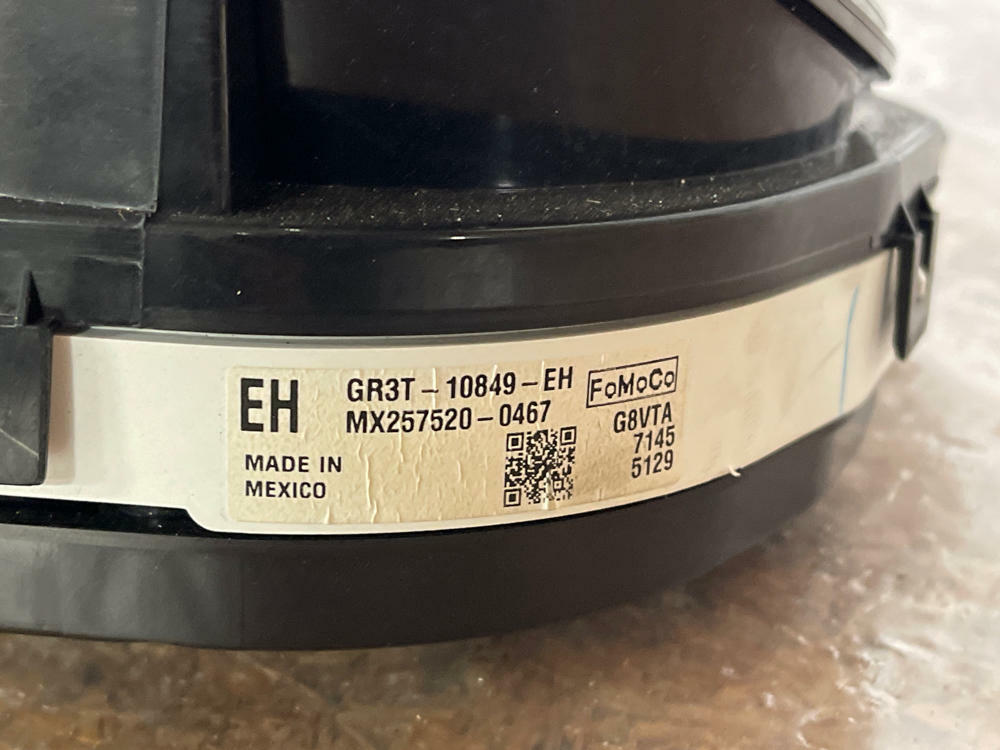 EH
GR3T-10849-EH
MX257520-0467
MADE IN
MEXICO
FoMoCo
G8VTA
7145
5129